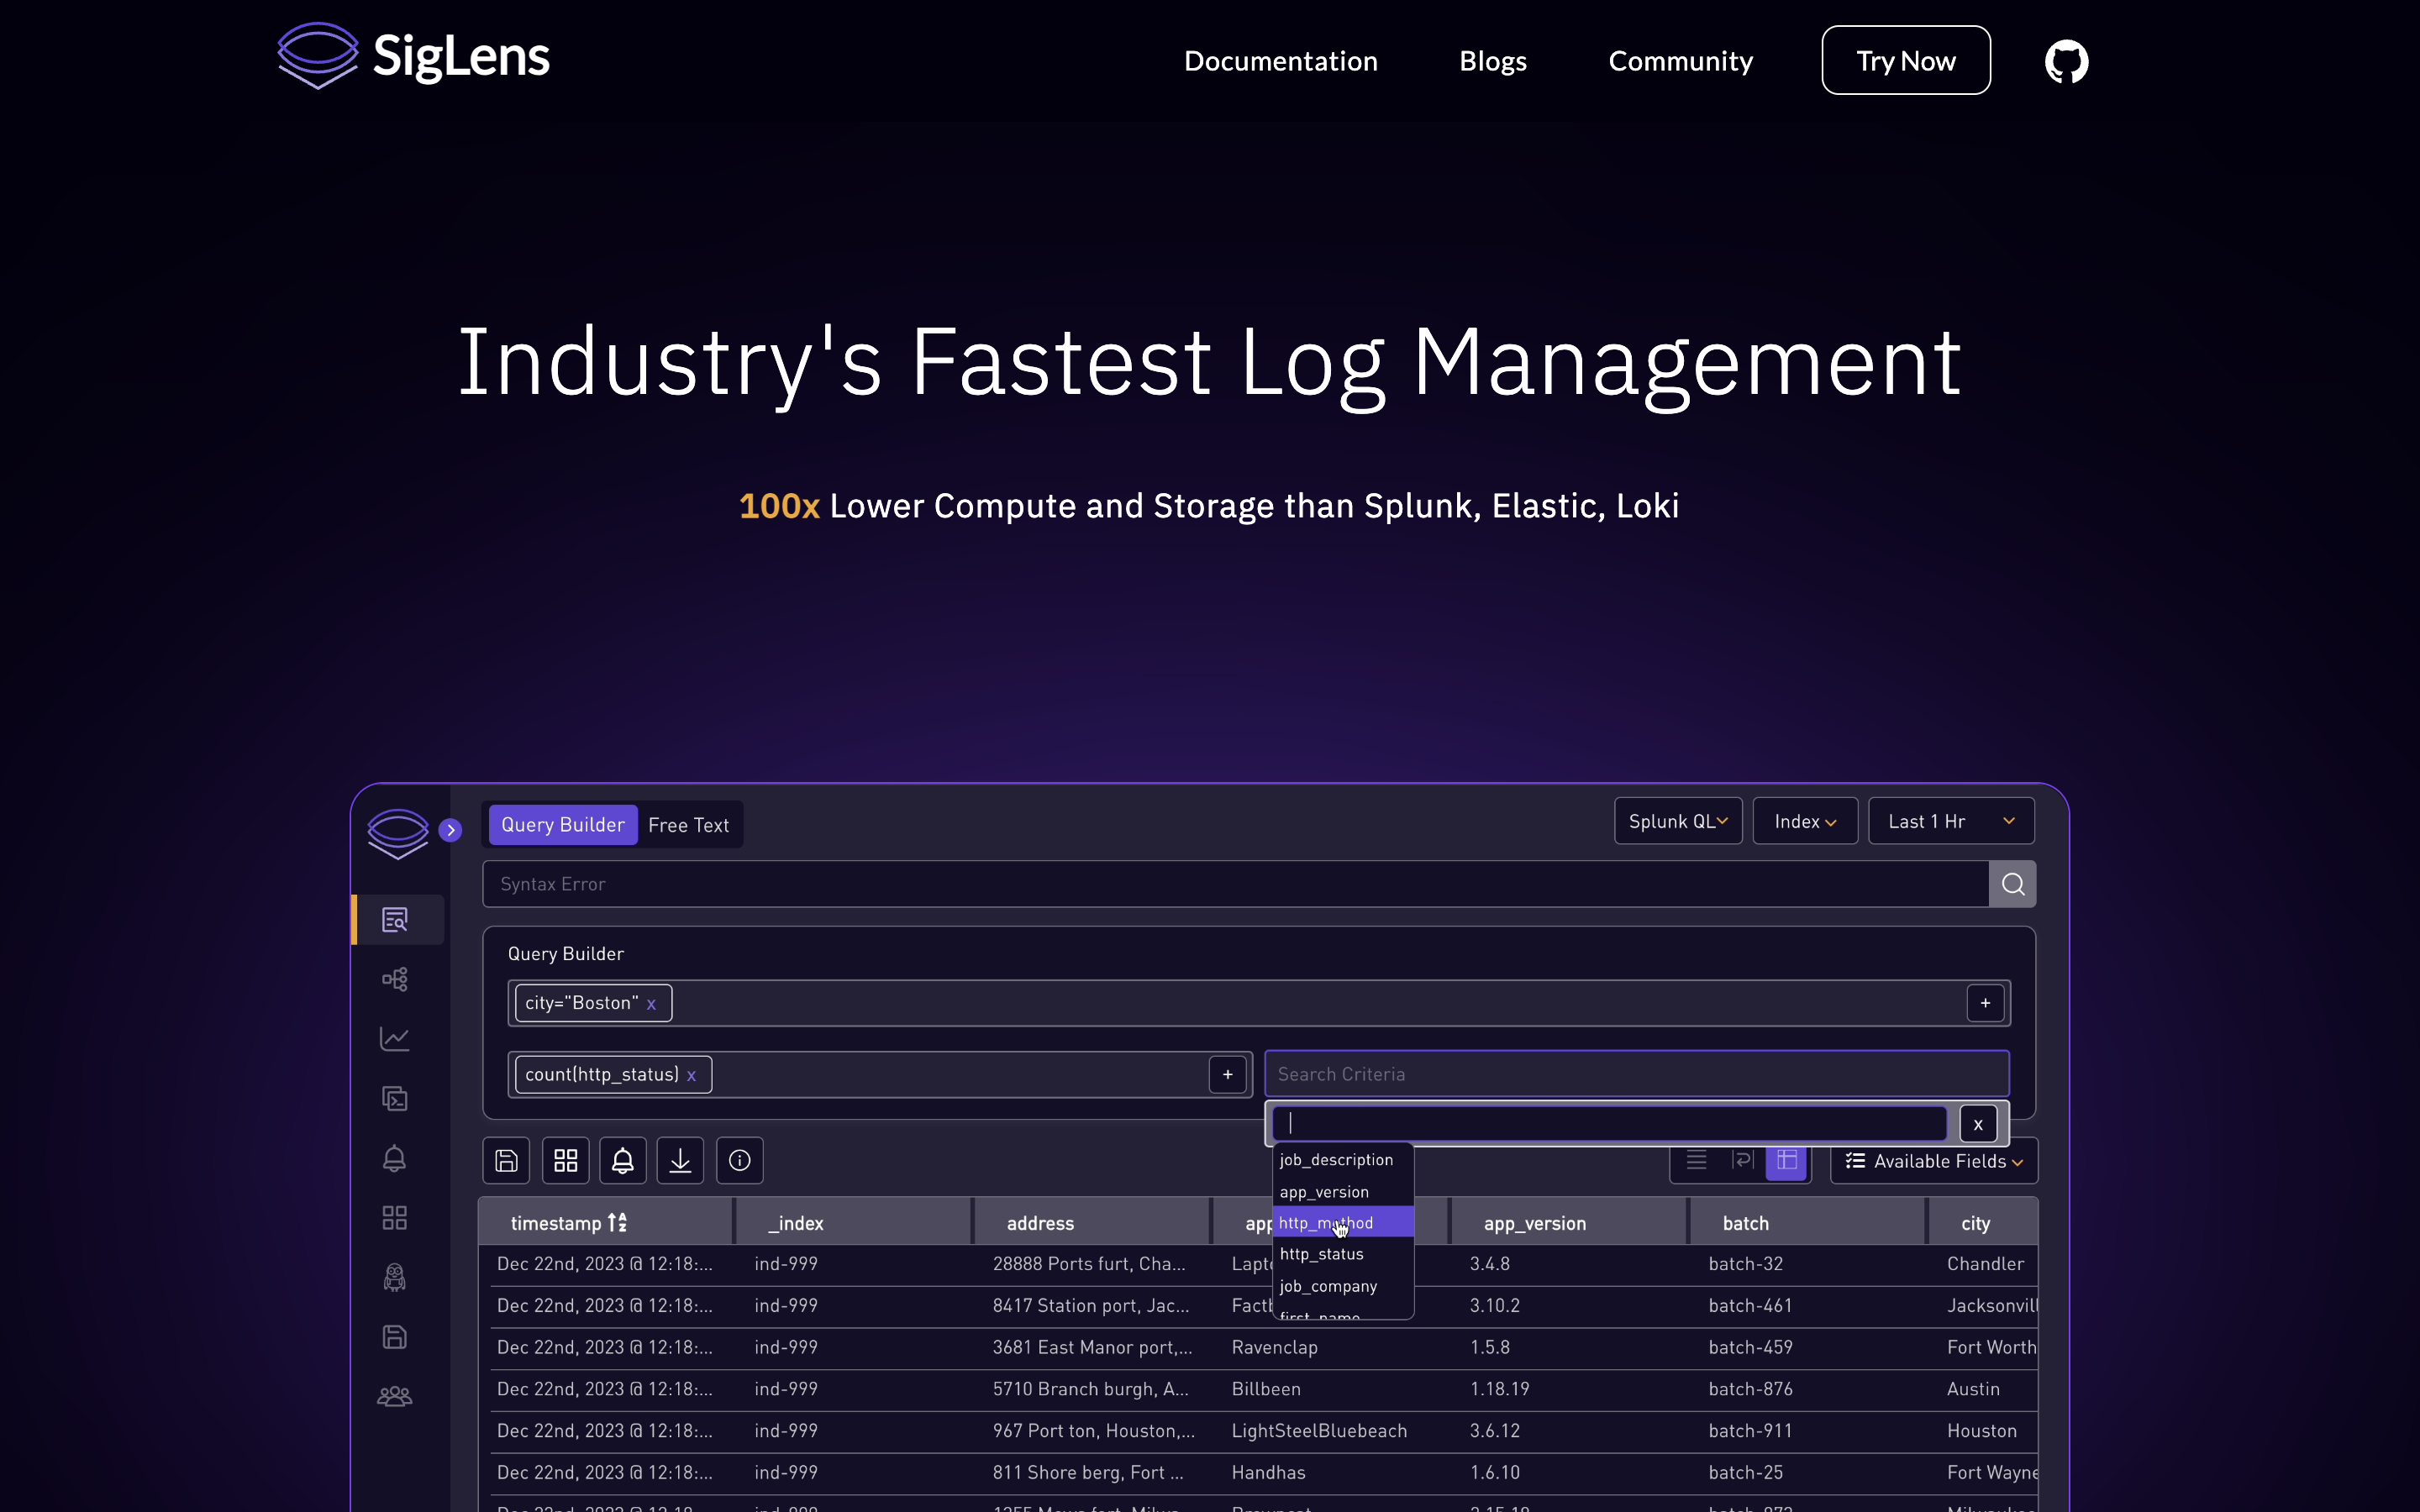 SigLens
Documentation Blogs Community Try Now
Industry's Fastest Log Management
100x Lower Compute and Storage than Splunk, Elastic, Loki
Query Builder Free Text Splunk QL Index Last 1 Hr
Syntax Error
Query Builder
city="Boston" x +
count(http_status) x + Search Criteria
x
job_description
app_version
http_method
http_status
job_company
first_name
Available Fields
timestamp _index address app app_version batch city
Dec 22nd, 2023 @ 12:18:... ind-999 28888 Ports furt, Cha... Lapt 3.4.8 batch-32 Chandler
Dec 22nd, 2023 @ 12:18:... ind-999 8417 Station port, Jac... Fact 3.10.2 batch-461 Jacksonvil
Dec 22nd, 2023 @ 12:18:... ind-999 3681 East Manor port,... Ravenclap 1.5.8 batch-459 Fort Worth
Dec 22nd, 2023 @ 12:18:... ind-999 5710 Branch burgh, A... Billbeen 1.18.19 batch-876 Austin
Dec 22nd, 2023 @ 12:18:... ind-999 967 Port ton, Houston,... LightSteelBluebeach 3.6.12 batch-911 Houston
Dec 22nd, 2023 @ 12:18:... ind-999 811 Shore berg, Fort ... Handhas 1.6.10 batch-25 Fort Wayne